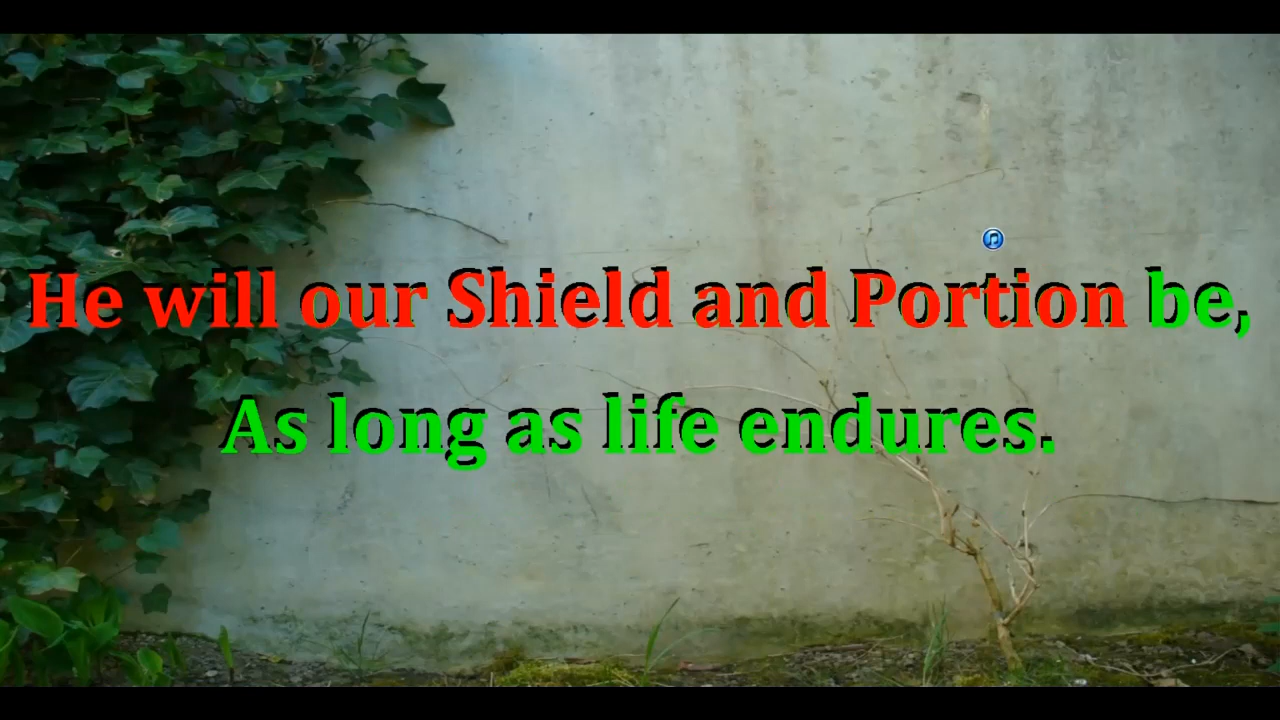 He will our Shield and Portion be,
As long as life endures.